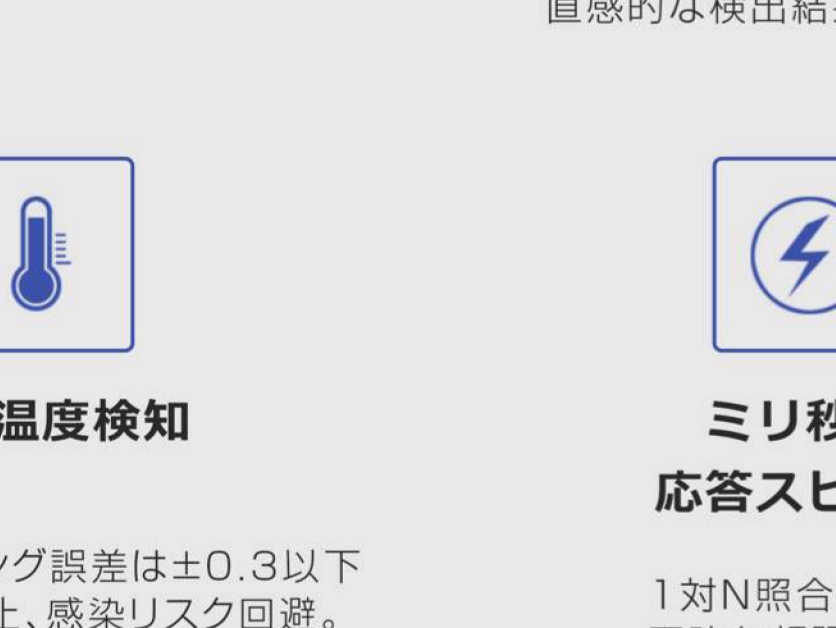 直感的な検出結
温度検知
ミリ秒
応答スピ
ング誤差は±0.3以下
上、感染リスク回避。
1対N照合